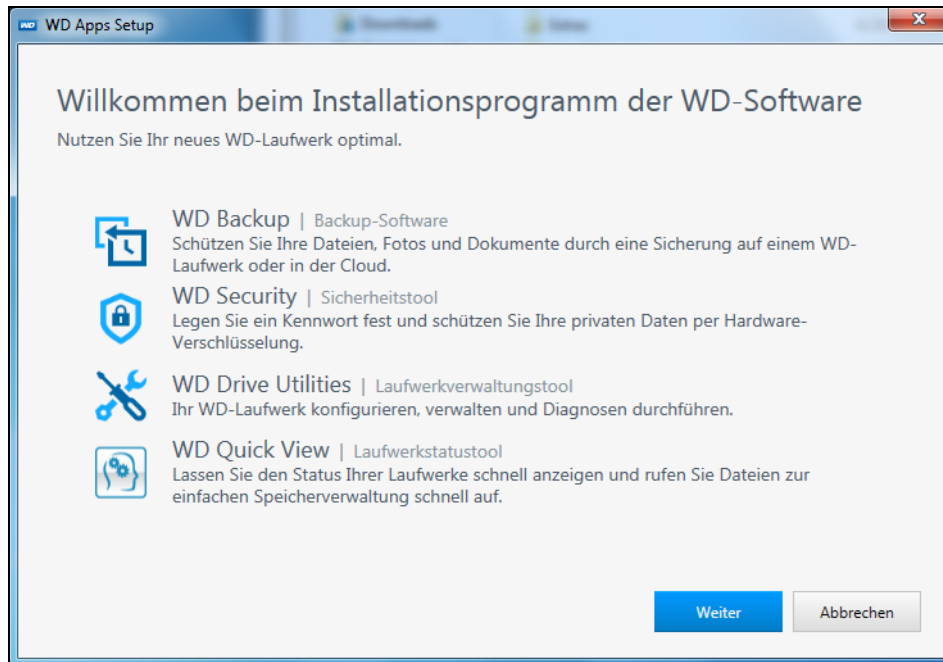 WD WD Apps Setup
Downloads
Willkommen beim Installationsprogramm der WD-Software
Nutzen Sie Ihr neues WD-Laufwerk optimal.
WD Backup | Backup-Software
Schützen Sie Ihre Dateien, Fotos und Dokumente durch eine Sicherung auf einem WD-
Laufwerk oder in der Cloud.
WD Security | Sicherheitstool
Legen Sie ein Kennwort fest und schützen Sie Ihre privaten Daten per Hardware-
Verschlüsselung.
WD Drive Utilities | Laufwerkverwaltungstool
Ihr WD-Laufwerk konfigurieren, verwalten und Diagnosen durchführen.
WD Quick View | Laufwerkstatustool
Lassen Sie den Status Ihrer Laufwerke schnell anzeigen und rufen Sie Dateien zur
einfachen Speicherverwaltung schnell auf.
Weiter Abbrechen